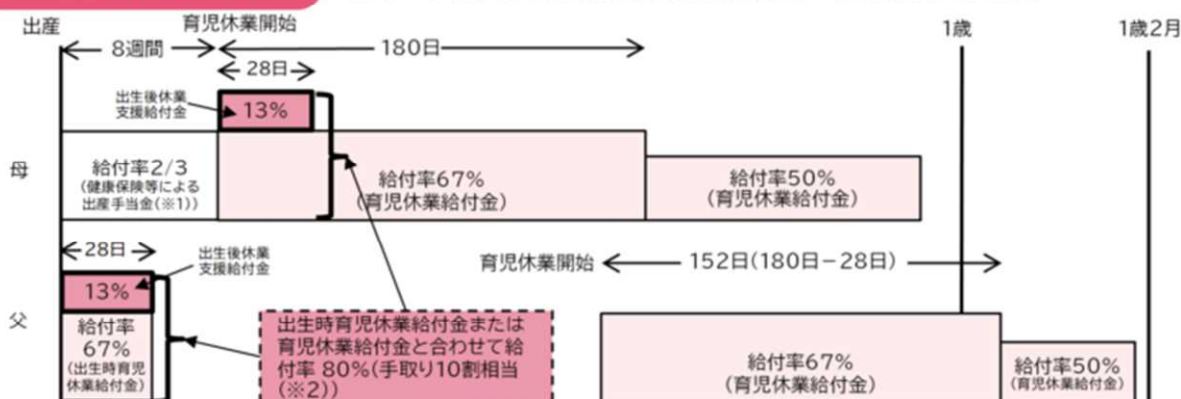 出産
育児休業開始
1歳
1歳2月
8週間
180日
28日
出生後休業
支援給付金
13%
母
給付率2/3
(健康保険等による
出産手当金(※1))
給付率67%
(育児休業給付金)
給付率50%
(育児休業給付金)
28日
出生後休業
支援給付金
育児休業開始
152日(180日-28日)
13%
父
給付率
67%
(出生時育児
休業給付金)
出生時育児休業給付金または
育児休業給付金と合わせて給
付率 80%(手取り10割相当
(※2))
給付率67%
(育児休業給付金)
給付率50%
(育児休業給付金)